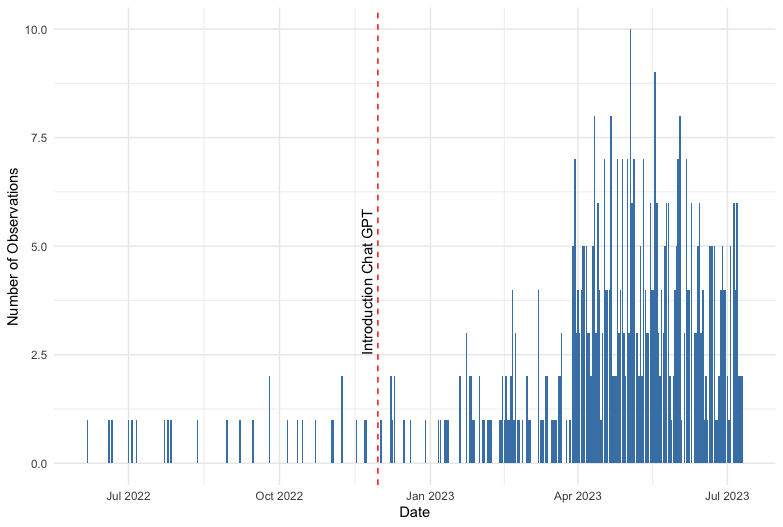 10.0
7.5
5.0
2.5
0.0
Number of Observations
Introduction Chat GPT
Jul 2022
Oct 2022
Jan 2023
Apr 2023
Jul 2023
Date